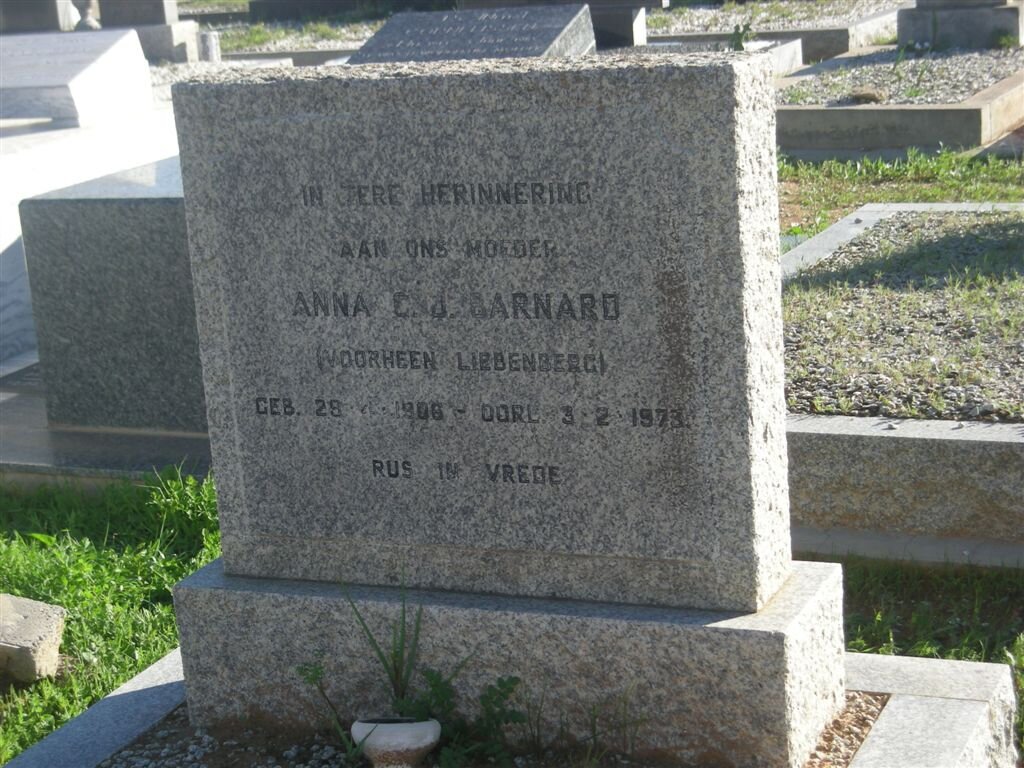 IN TERE HERINNERING
AAN ONS MOEDER
ANNA C. J. BARNARD
(VOORHEEN LIEBENBERG)
GEB. 28 · 4 · 1906 - OORL. 3 · 2 · 1973.
RUS IN VREDE